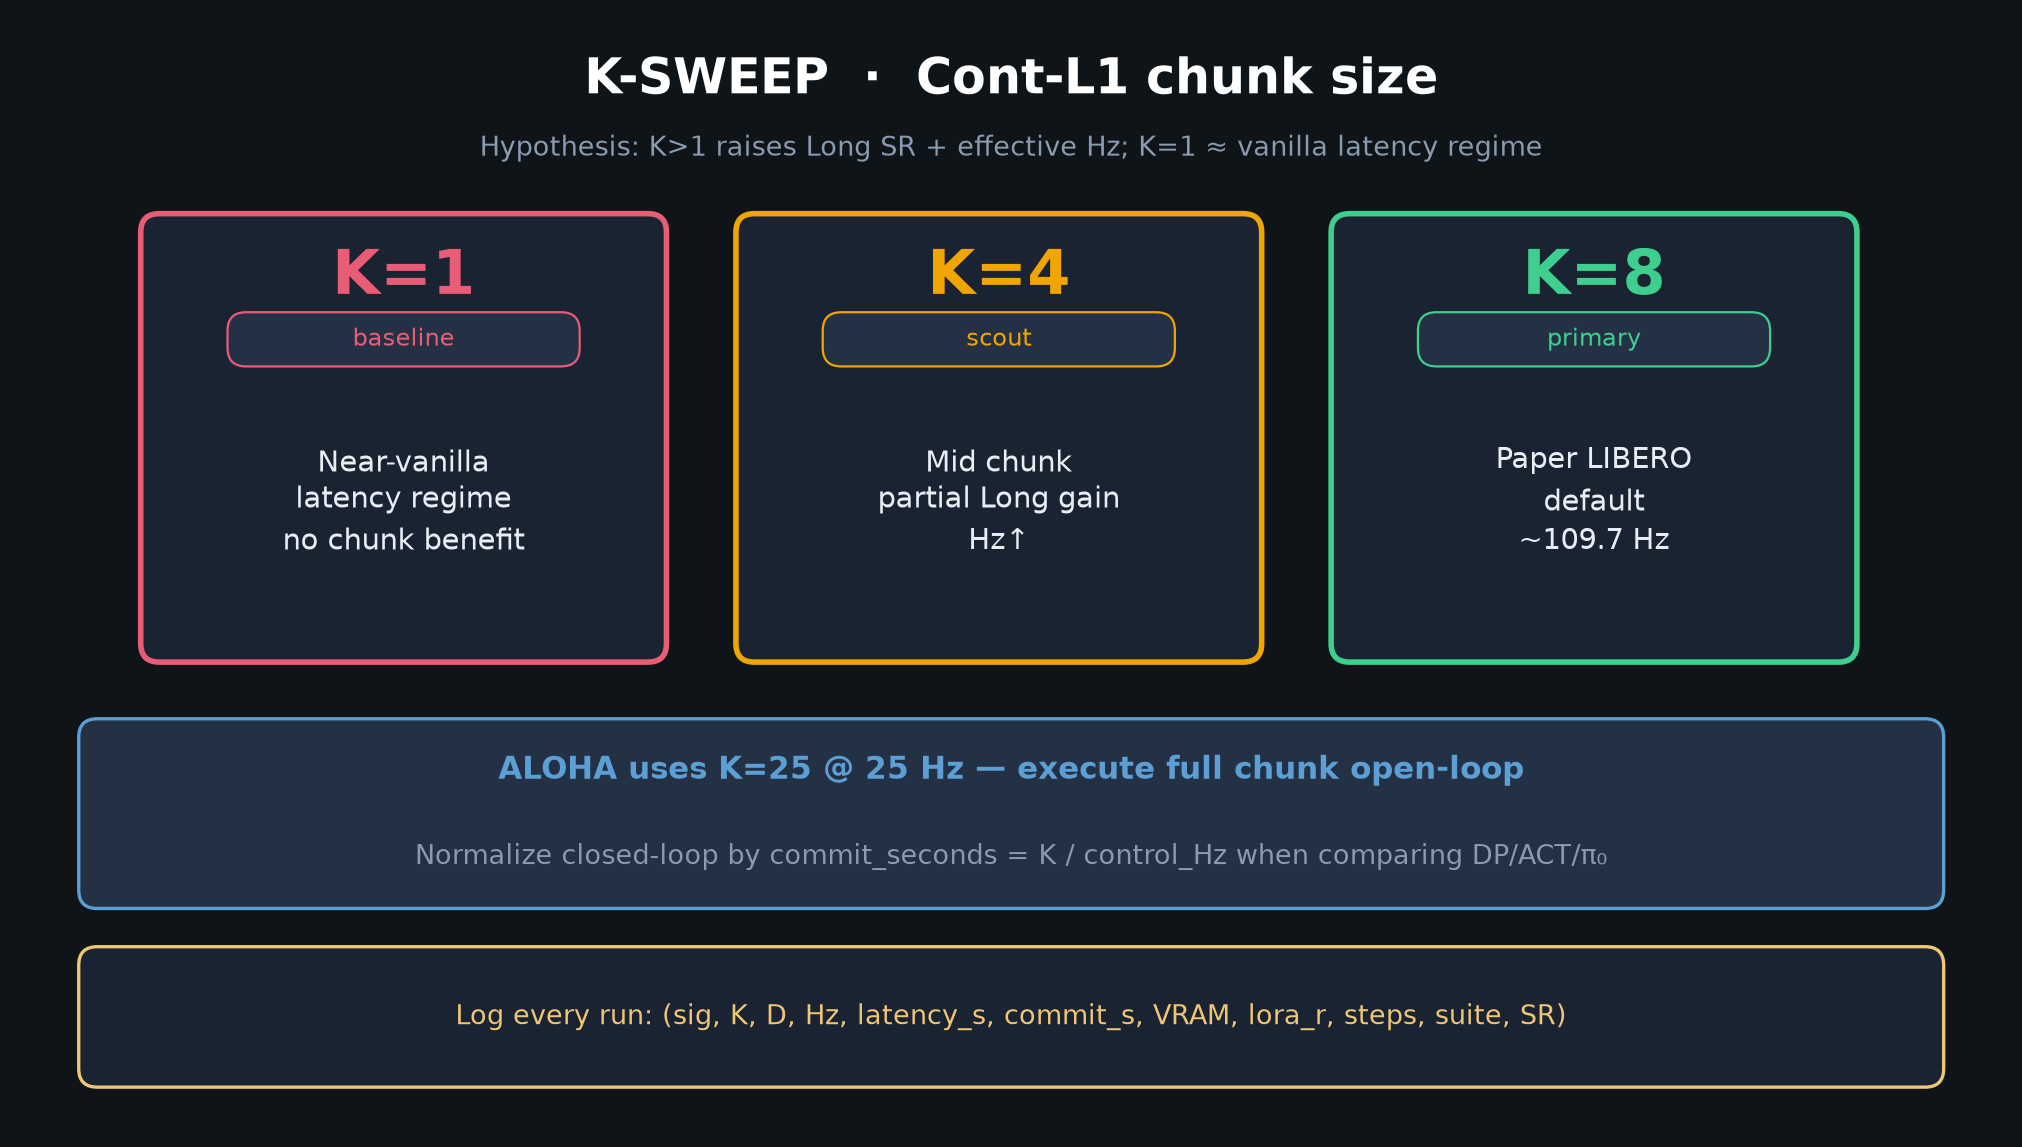 K-SWEEP · Cont-L1 chunk size
Hypothesis: K>1 raises Long SR + effective Hz; K=1 ≈ vanilla latency regime
K=1
baseline
Near-vanilla
latency regime
no chunk benefit
K=4
scout
Mid chunk
partial Long gain
Hz↑
K=8
primary
Paper LIBERO
default
~109.7 Hz
ALOHA uses K=25 @ 25 Hz — execute full chunk open-loop
Normalize closed-loop by commit_seconds = K / control_Hz when comparing DP/ACT/π₀
Log every run: (sig, K, D, Hz, latency_s, commit_s, VRAM, lora_r, steps, suite, SR)